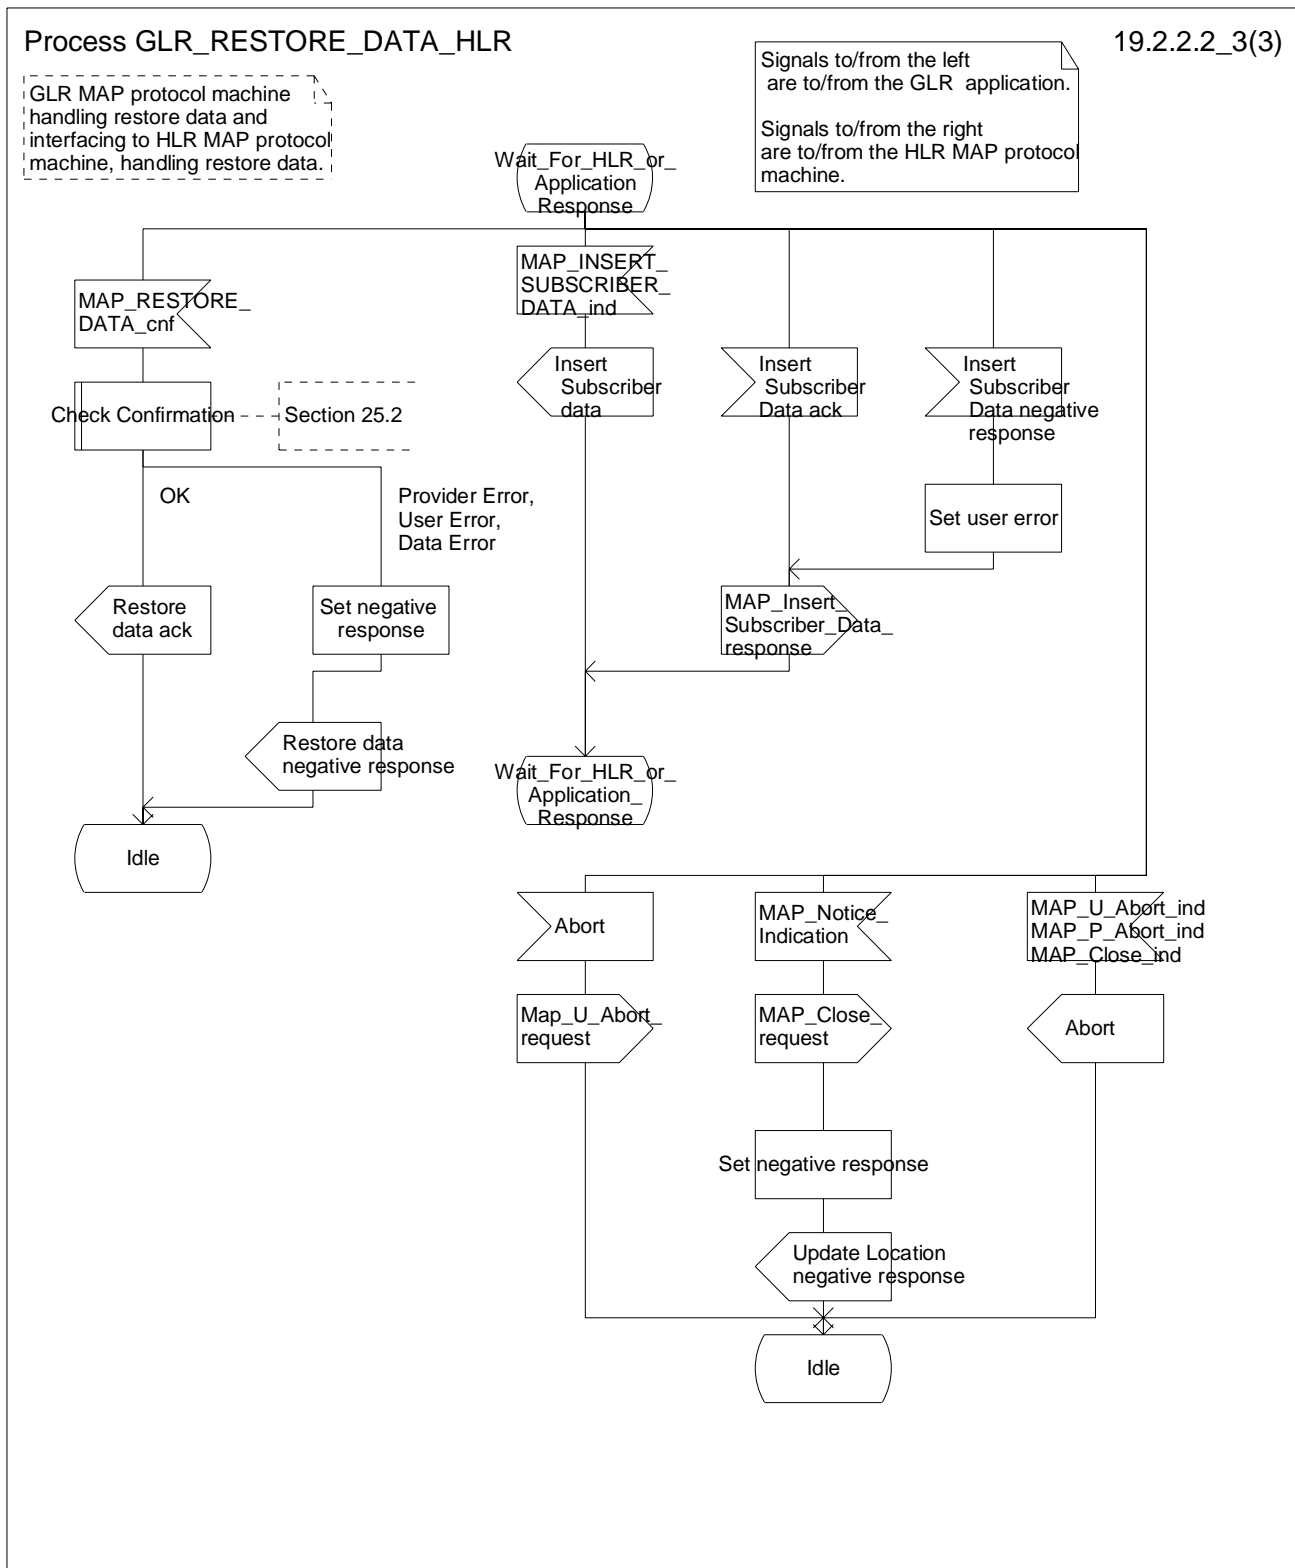 Process GLR_RESTORE_DATA_HLR
19.2.2.2_3(3)
GLR MAP protocol machine
handling restore data and
interfacing to HLR MAP protocol
machine, handling restore data.
Signals to/from the left
are to/from the GLR application.
Signals to/from the right
are to/from the HLR MAP protocol
machine.
Wait_For_HLR_or_
Application
Response
MAP_RESTORE_
DATA_cnf
MAP_INSERT_
SUBSCRIBER_
DATA_ind
Check Confirmation
Section 25.2
Insert
Subscriber
data
Insert
Subscriber
Data ack
Insert
Subscriber
Data negative
response
OK
Provider Error,
User Error,
Data Error
Set user error
Restore
data ack
Set negative
response
MAP_Insert_
Subscriber_Data_
response
Restore data
negative response
Wait_For_HLR_or_
Application_
Response
Idle
Abort
MAP_Notice_
Indication
MAP_U_Abort_ind
MAP_P_Abort_ind
MAP_Close_ind
Map_U_Abort_
request
MAP_Close_
request
Abort
Set negative response
Update Location
negative response
Idle